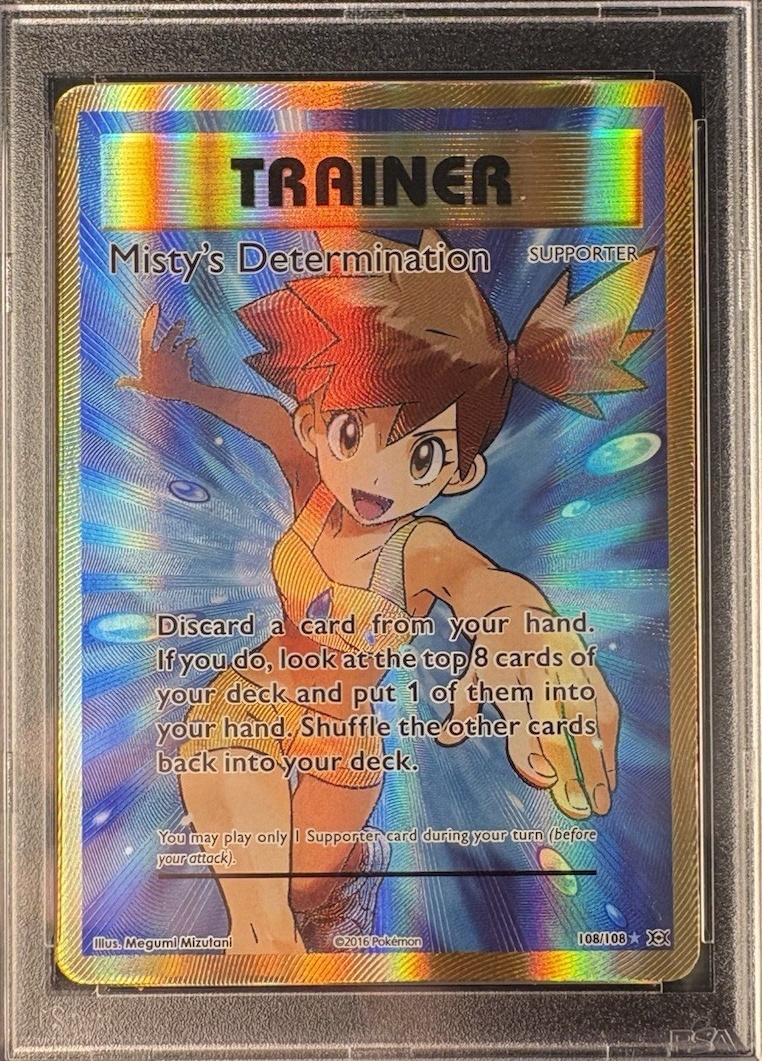 TRAINER
Misty's Determination SUPPORTER
Discard a card from your hand.
If you do, look at the top 8 cards of
your deck and put 1 of them into
your hand. Shuffle the other cards
back into your deck.
You may play only 1 Supporter card during your turn (before
your attack).
Illus. Megumi Mizutani ©2016 Pokémon 108/108 ★
PSA